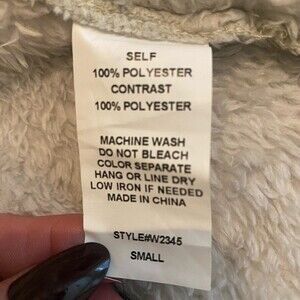 SELF
100% POLYESTER
CONTRAST
100% POLYESTER
MACHINE WASH
DO NOT BLEACH
COLOR SEPARATE
HANG OR LINE DRY
LOW IRON IF NEEDED
MADE IN CHINA
STYLE#W2345
SMALL